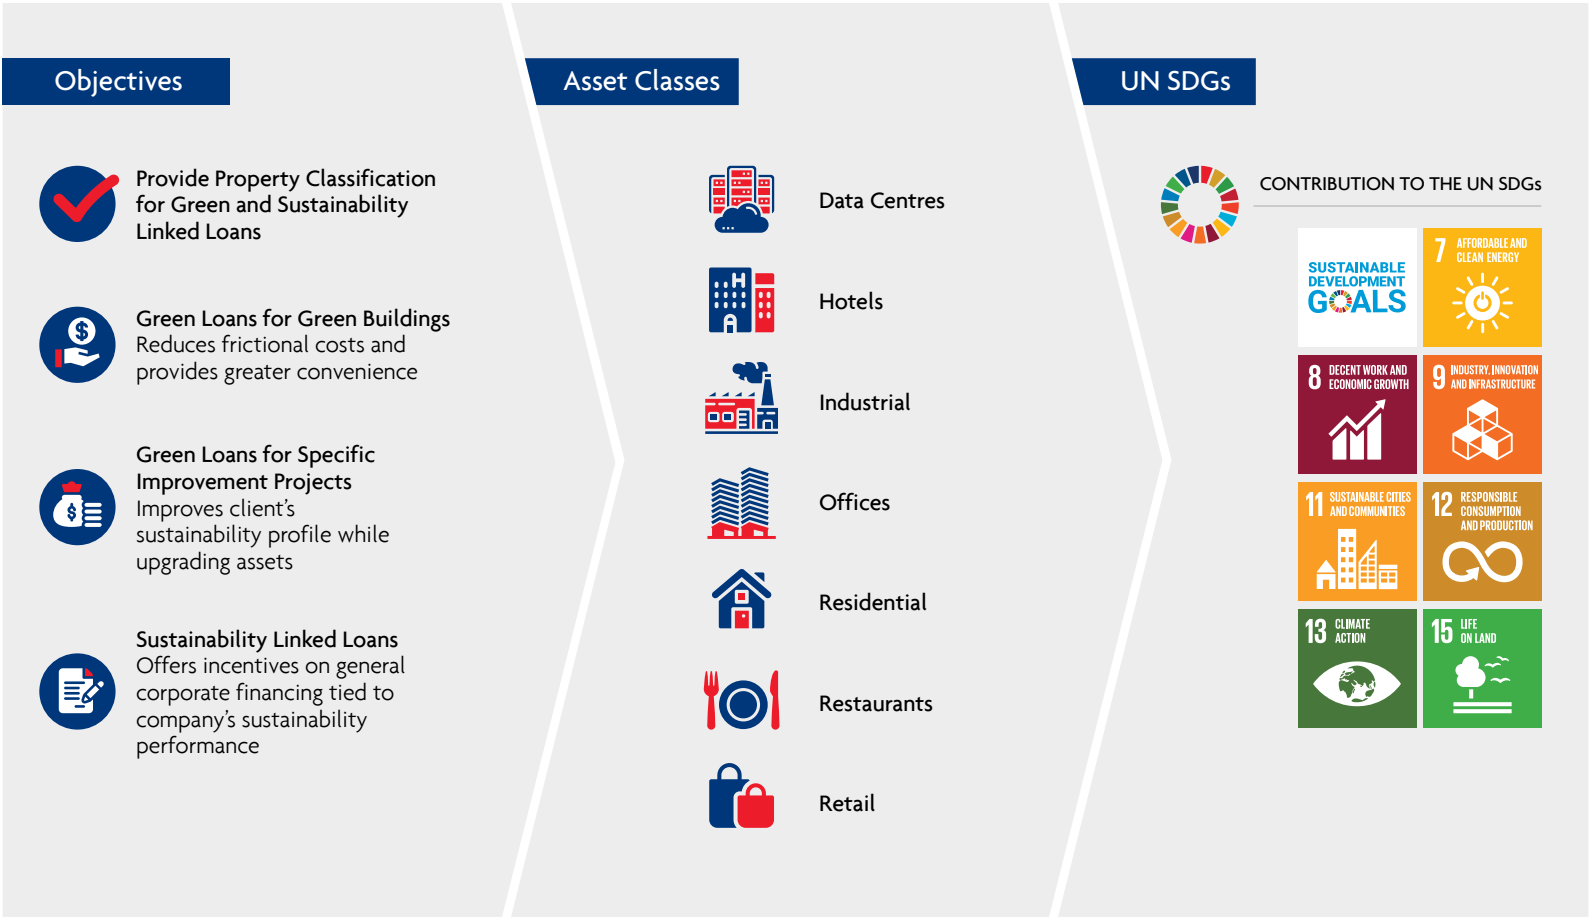 Objectives
Provide Property Classification
for Green and Sustainability
Linked Loans
$
Green Loans for Green Buildings
Reduces frictional costs and
provides greater convenience
$
Green Loans for Specific
Improvement Projects
Improves client’s
sustainability profile while
upgrading assets
Sustainability Linked Loans
Offers incentives on general
corporate financing tied to
company’s sustainability
performance
Asset Classes
Data Centres
H
Hotels
Industrial
Offices
Residential
Restaurants
Retail
UN SDGs
CONTRIBUTION TO THE UN SDGs
SUSTAINABLE
DEVELOPMENT
GOALS
7 AFFORDABLE AND
CLEAN ENERGY
8 DECENT WORK AND
ECONOMIC GROWTH
9 INDUSTRY, INNOVATION
AND INFRASTRUCTURE
11 SUSTAINABLE CITIES
AND COMMUNITIES
12 RESPONSIBLE
CONSUMPTION
AND PRODUCTION
13 CLIMATE
ACTION
15 LIFE
ON LAND